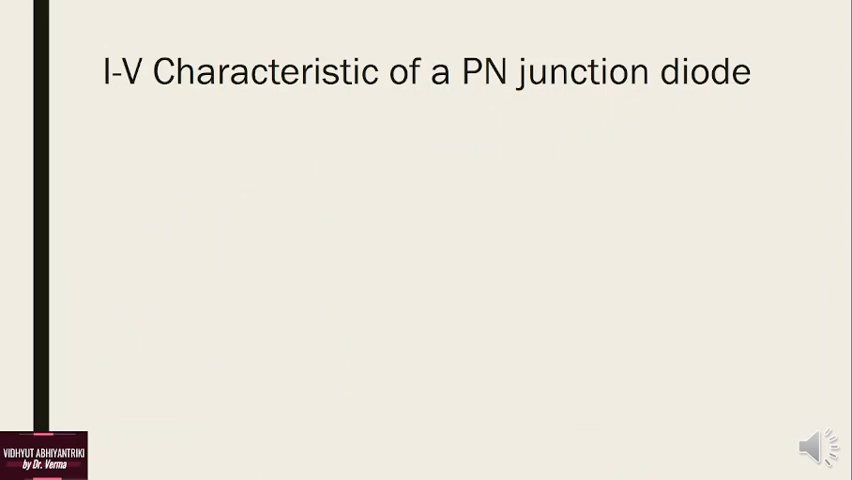 I-V Characteristic of a PN junction diode
VIDHYUT ABHIYANTRIKI
by Dr. Verma